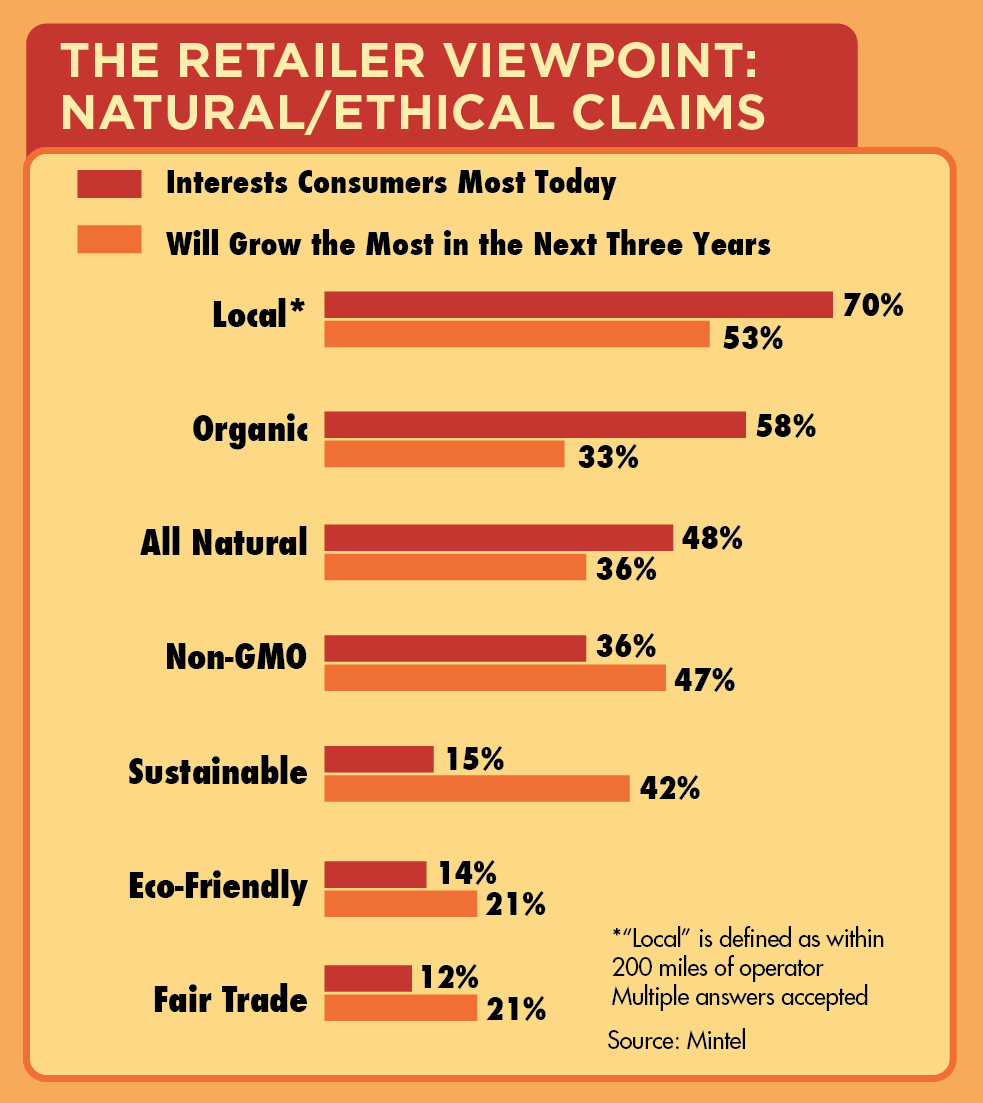 THE RETAILER VIEWPOINT:
NATURAL/ETHICAL CLAIMS
Interests Consumers Most Today
Will Grow the Most in the Next Three Years
Local*
70%
53%
Organic
58%
33%
All Natural
48%
36%
Non-GMO
36%
47%
Sustainable
15%
42%
Eco-Friendly
14%
21%
Fair Trade
12%
21%
*“Local” is defined as within
200 miles of operator
Multiple answers accepted
Source: Mintel